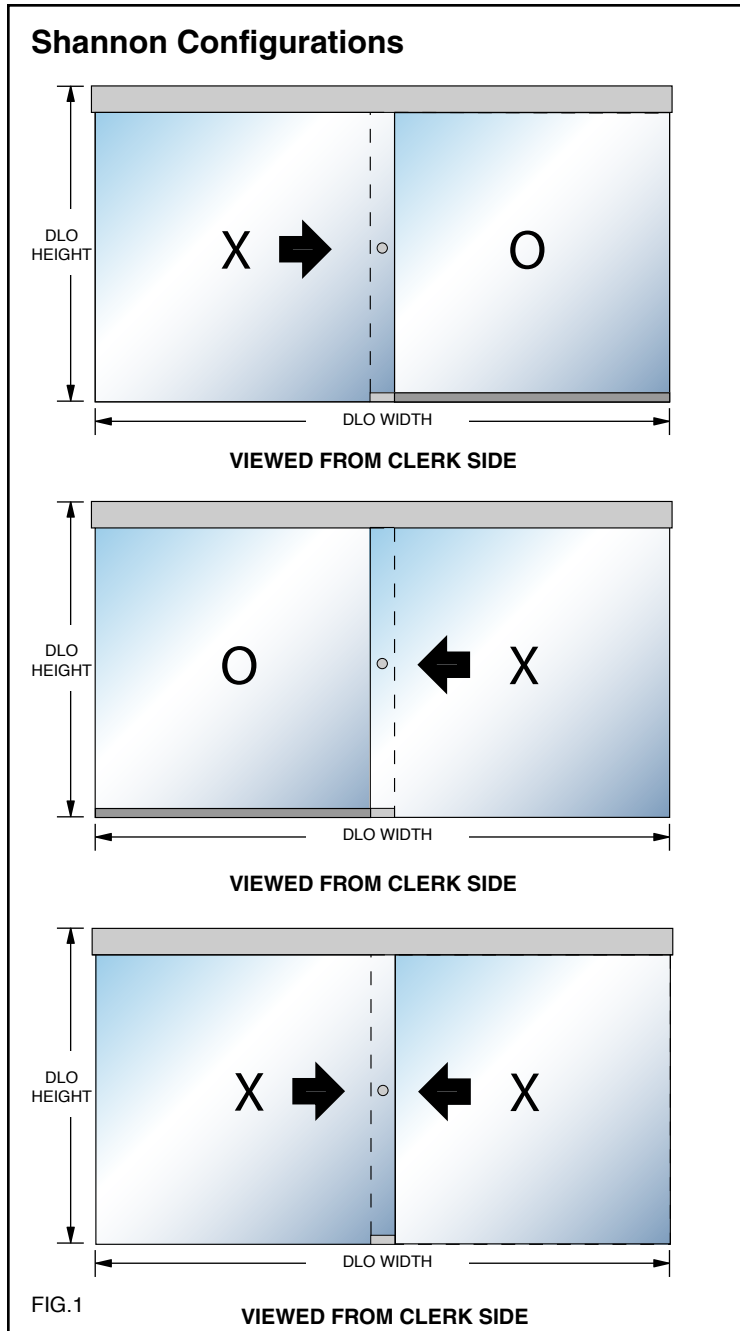 Shannon Configurations
DLO
HEIGHT
X
O
DLO WIDTH
VIEWED FROM CLERK SIDE
DLO
HEIGHT
O
X
DLO WIDTH
VIEWED FROM CLERK SIDE
DLO
HEIGHT
X
X
DLO WIDTH
FIG.1
VIEWED FROM CLERK SIDE